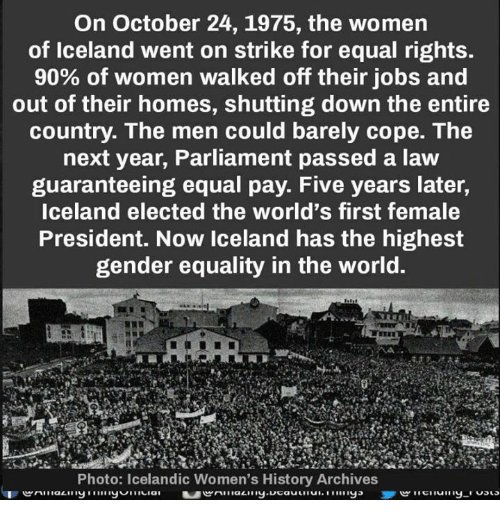 On October 24, 1975, the women
of Iceland went on strike for equal rights.
90% of women walked off their jobs and
out of their homes, shutting down the entire
country. The men could barely cope. The
next year, Parliament passed a law
guaranteeing equal pay. Five years later,
Iceland elected the world's first female
President. Now Iceland has the highest
gender equality in the world.
Photo: Icelandic Women's History Archives